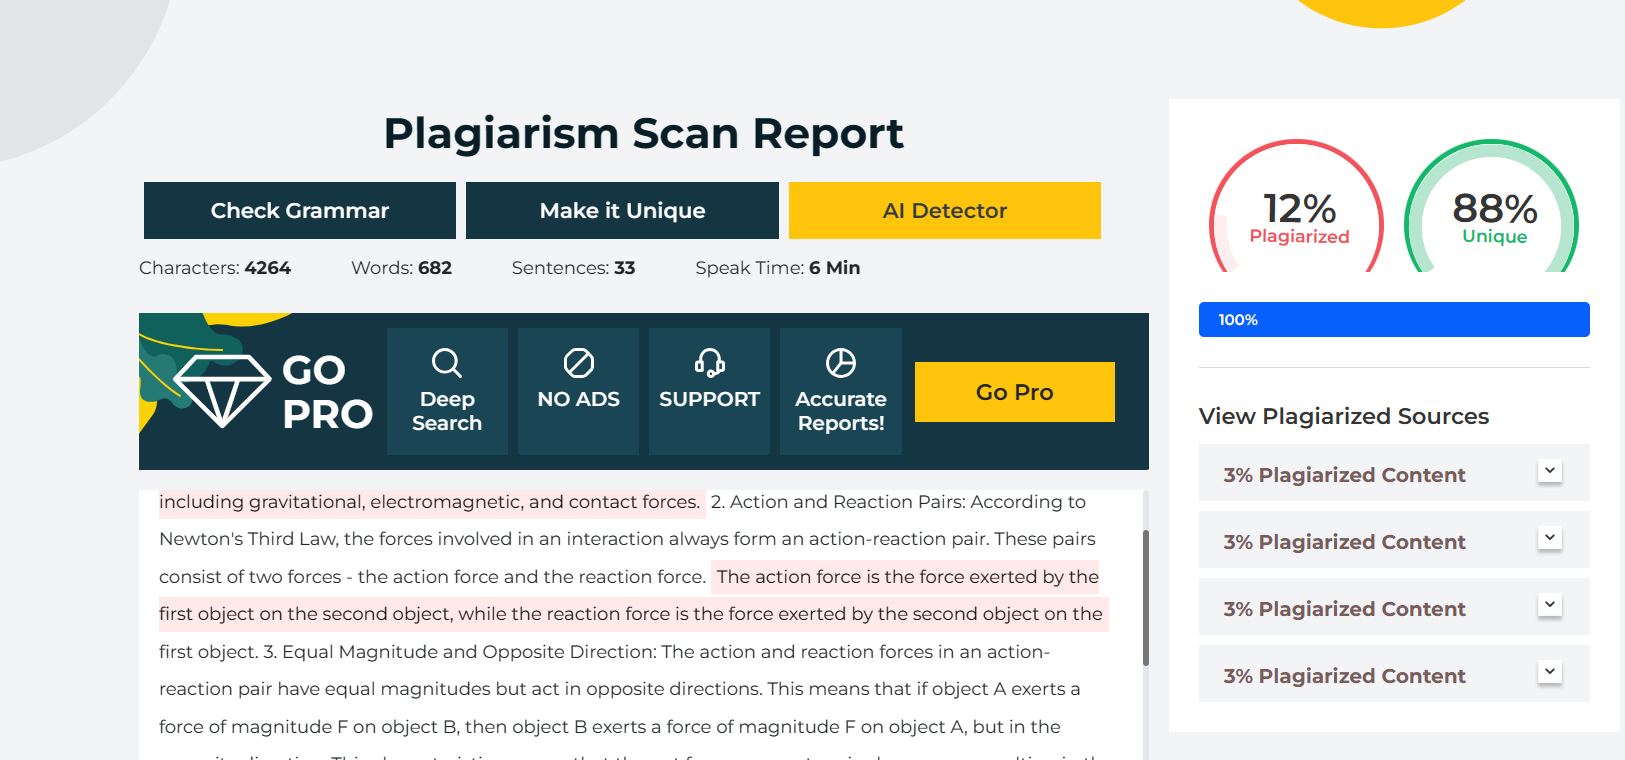 Plagiarism Scan Report
Check Grammar
Make it Unique
AI Detector
Characters: 4264 Words: 682 Sentences: 33 Speak Time: 6 Min
GO
PRO
Deep
Search
NO ADS
SUPPORT
Accurate
Reports!
Go Pro
including gravitational, electromagnetic, and contact forces. 2. Action and Reaction Pairs: According to
Newton's Third Law, the forces involved in an interaction always form an action-reaction pair. These pairs
consist of two forces - the action force and the reaction force. The action force is the force exerted by the
first object on the second object, while the reaction force is the force exerted by the second object on the
first object. 3. Equal Magnitude and Opposite Direction: The action and reaction forces in an action-
reaction pair have equal magnitudes but act in opposite directions. This means that if object A exerts a
force of magnitude F on object B, then object B exerts a force of magnitude F on object A, but in the
12%
Plagiarized
88%
Unique
100%
View Plagiarized Sources
3% Plagiarized Content
3% Plagiarized Content
3% Plagiarized Content
3% Plagiarized Content